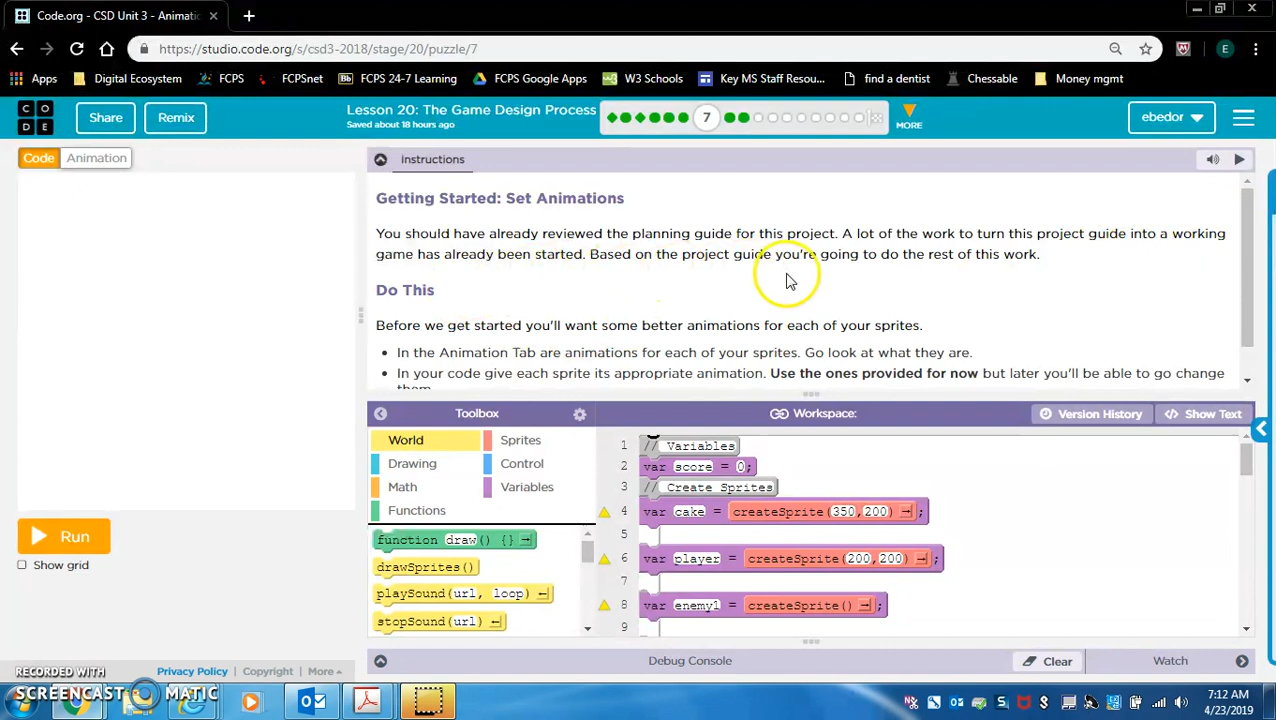 Code.org - CSD Unit 3 - Animatio
https://studio.code.org/s/csd3-2018/stage/20/puzzle/7
E
Apps Digital Ecosystem FCPS FCPSnet Bb FCPS 24-7 Learning FCPS Google Apps W3 Schools Key MS Staff Resou... find a dentist Chessable Money mgmt
CO
DE
Share
Remix
Lesson 20: The Game Design Process
Saved about 18 hours ago
7
MORE
ebedor
Code Animation
Instructions
Getting Started: Set Animations
You should have already reviewed the planning guide for this project. A lot of the work to turn this project guide into a working
game has already been started. Based on the project guide you're going to do the rest of this work.
Do This
Before we get started you'll want some better animations for each of your sprites.
• In the Animation Tab are animations for each of your sprites. Go look at what they are.
• In your code give each sprite its appropriate animation. Use the ones provided for now but later you'll be able to go change
them.
Toolbox
Workspace:
Version History
Show Text
World
Sprites
Drawing
Control
Math
Variables
Functions
function draw() {}
drawSprites()
playSound(url, loop)
stopSound(url)
1 // Variables
2 var score = 0;
3 // Create Sprites
4 var cake = createSprite(350,200);
5
6 var player = createSprite(200,200);
7
8 var enemy1 = createSprite();
9
Run
Show grid
Debug Console
Clear
Watch
Privacy Policy | Copyright | More
RECORDED WITH
SCREENCAST MATIC
7:12 AM
4/23/2019